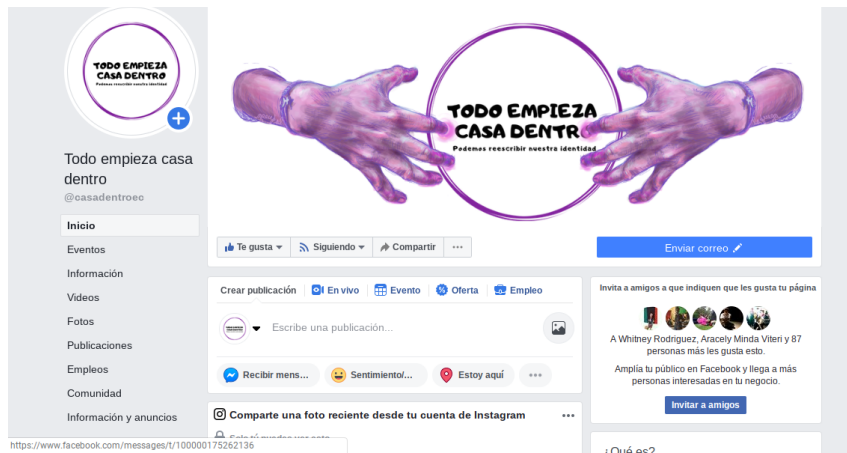 TODO EMPIEZA
CASA DENTRO
Podemos reescribir nuestra identidad
Todo empieza casa
dentro
@casadentroec
Inicio
Eventos
Información
Videos
Fotos
Publicaciones
Empleos
Comunidad
Información y anuncios
https://www.facebook.com/messages/t/100000175262136
TODO EMPIEZA
CASA DENTRO
Podemos reescribir nuestra identidad
Te gusta Siguiendo Compartir ...
Enviar correo
Crear publicación En vivo Evento Oferta Empleo
Escribe una publicación...
Recibir mens... Sentimiento/... Estoy aquí ...
Comparte una foto reciente desde tu cuenta de Instagram ...
Solo tú puedes ver esto
Invita a amigos a que indiquen que les gusta tu página
A Whitney Rodriguez, Aracely Minda Viteri y 87
personas más les gusta esto.
Amplía tu público en Facebook y llega a más
personas interesadas en tu negocio.
Invitar a amigos
¿Qué es?